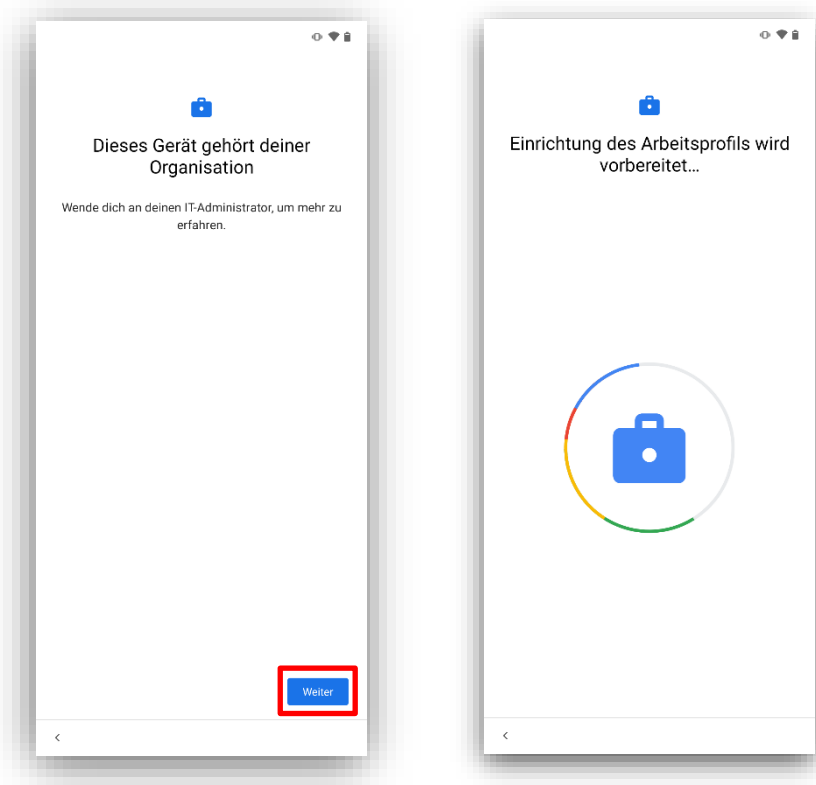 Dieses Gerät gehört deiner
Organisation
Wende dich an deinen IT-Administrator, um mehr zu
erfahren.
Weiter
Einrichtung des Arbeitsprofils wird
vorbereitet...